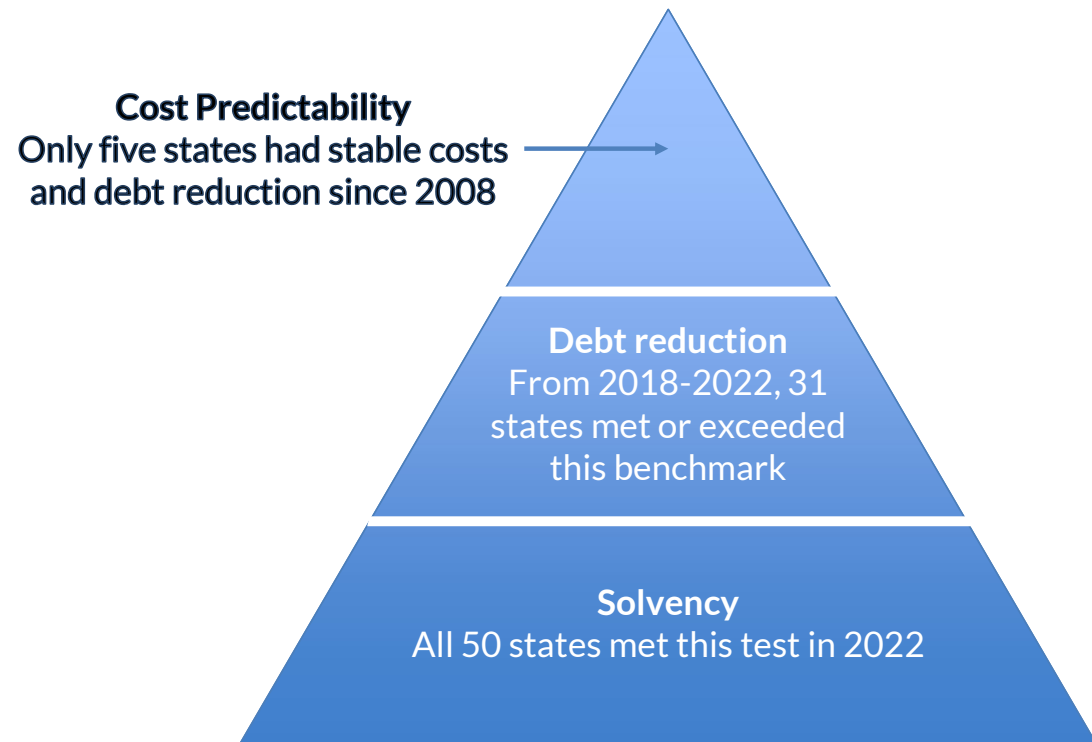 Cost Predictability
Only five states had stable costs
and debt reduction since 2008
Debt reduction
From 2018-2022, 31
states met or exceeded
this benchmark
Solvency
All 50 states met this test in 2022